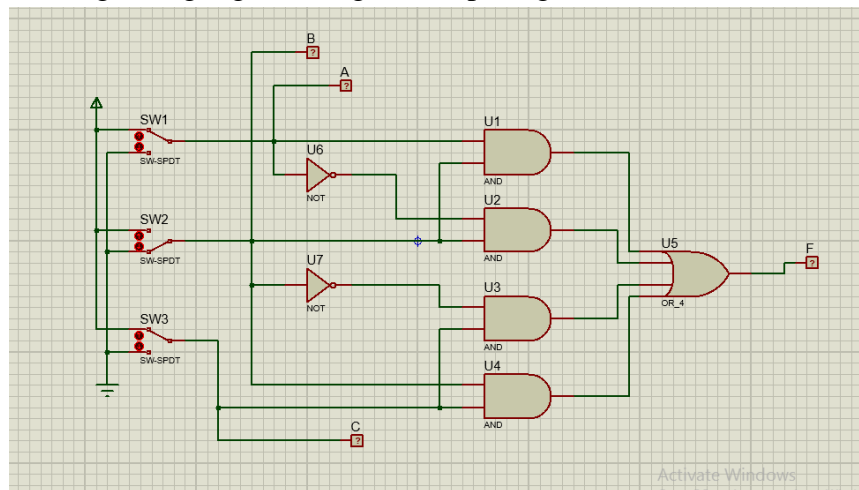 B
?
A
?
SW1
SW-SPDT
U6
NOT
U1
AND
U2
AND
SW2
SW-SPDT
U7
NOT
U5
OR_4
F
?
U3
AND
SW3
SW-SPDT
U4
AND
C
?
Activate Windows